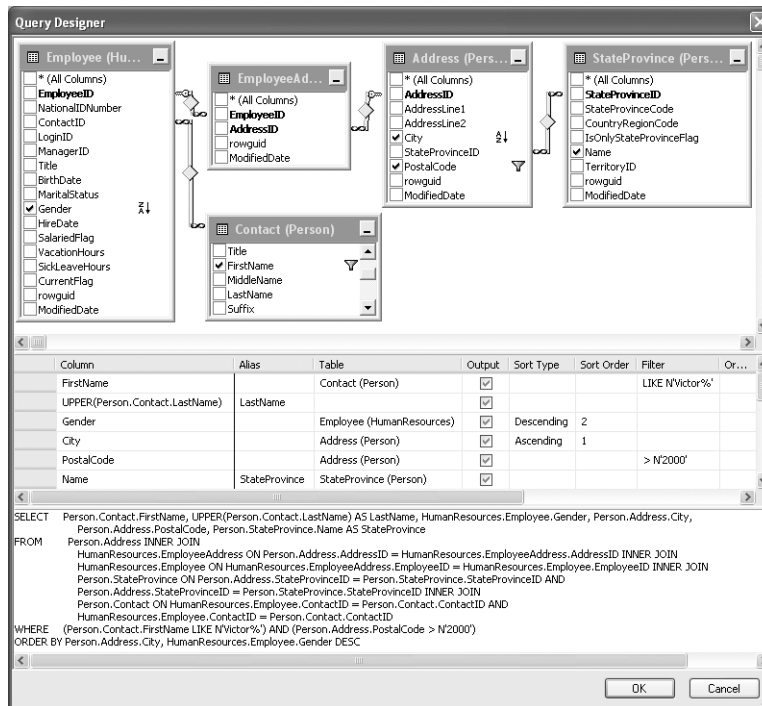 Query Designer
Employee (Hu...
* (All Columns)
EmployeeID
NationalIDNumber
ContactID
LoginID
ManagerID
Title
BirthDate
MaritalStatus
Gender
HireDate
SalariedFlag
VacationHours
SickLeaveHours
CurrentFlag
rowguid
ModifiedDate
EmployeeAd...
* (All Columns)
EmployeeID
AddressID
rowguid
ModifiedDate
Contact (Person)
Title
FirstName
MiddleName
LastName
Suffix
Address (Pers...
* (All Columns)
AddressID
AddressLine1
AddressLine2
City
StateProvinceID
PostalCode
rowguid
ModifiedDate
StateProvince (Pers...
* (All Columns)
StateProvinceID
StateProvinceCode
CountryRegionCode
IsOnlyStateProvinceFlag
Name
TerritoryID
rowguid
ModifiedDate
Column Alias Table Output Sort Type Sort Order Filter Or...
FirstName Contact (Person) LIKE N'Victor%'
UPPER(Person.Contact.LastName) LastName
Gender Employee (HumanResources) Descending 2
City Address (Person) Ascending 1
PostalCode Address (Person) > N'2000'
Name StateProvince StateProvince (Person)
SELECT Person.Contact.FirstName, UPPER(Person.Contact.LastName) AS LastName, HumanResources.Employee.Gender, Person.Address.City,
Person.Address.PostalCode, Person.StateProvince.Name AS StateProvince
FROM Person.Address INNER JOIN
HumanResources.EmployeeAddress ON Person.Address.AddressID = HumanResources.EmployeeAddress.AddressID INNER JOIN
HumanResources.Employee ON HumanResources.EmployeeAddress.EmployeeID = HumanResources.Employee.EmployeeID INNER JOIN
Person.StateProvince ON Person.Address.StateProvinceID = Person.StateProvince.StateProvinceID AND
Person.Address.StateProvinceID = Person.StateProvince.StateProvinceID INNER JOIN
Person.Contact ON HumanResources.Employee.ContactID = Person.Contact.ContactID AND
HumanResources.Employee.ContactID = Person.Contact.ContactID
WHERE (Person.Contact.FirstName LIKE N'Victor%') AND (Person.Address.PostalCode > N'2000')
ORDER BY Person.Address.City, HumanResources.Employee.Gender DESC
OK
Cancel